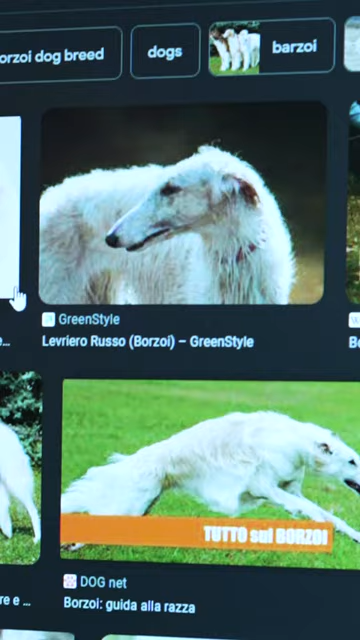 orzoi dog breed
dogs
barzoi
GreenStyle
Levriero Russo (Borzoi) – GreenStyle
TUTTO sul BORZOI
DOG net
re e ...
Borzoi: guida alla razza